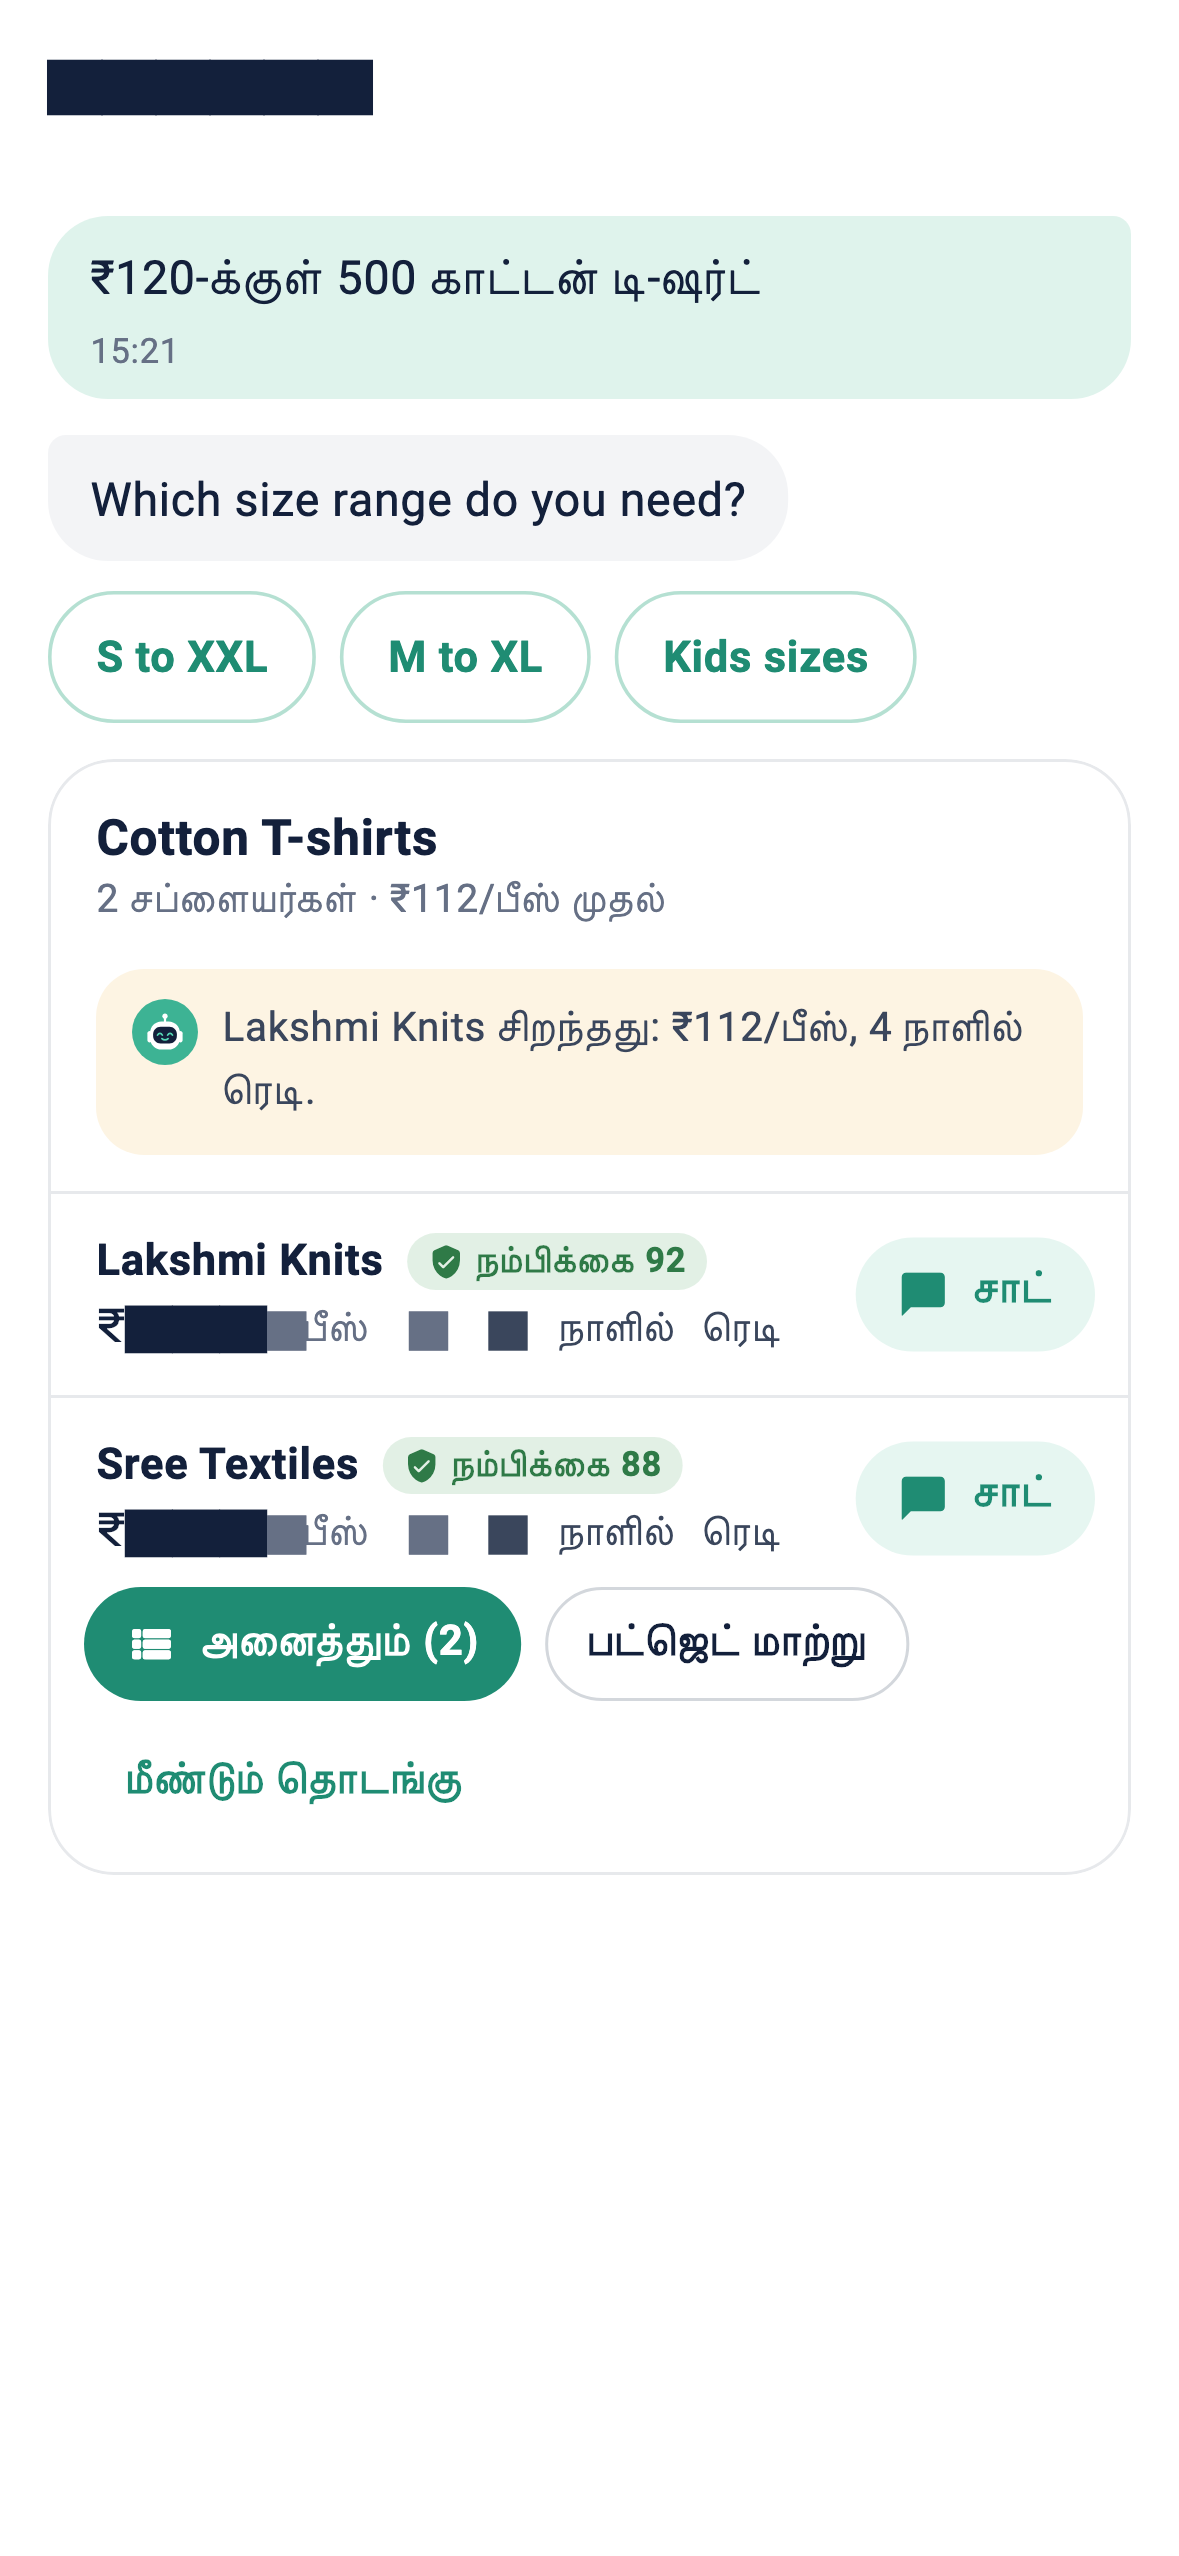 ₹120-க்குள் 500 காட்டன் டி-ஷர்ட்
15:21
Which size range do you need?
S to XXL M to XL Kids sizes
Cotton T-shirts
2 சப்ளையர்கள் · ₹112/பீஸ் முதல்
Lakshmi Knits சிறந்தது: ₹112/பீஸ், 4 நாளில்
ரெடி.
Lakshmi Knits நம்பிக்கை 92 சாட்
₹ பீஸ் நாளில் ரெடி
Sree Textiles நம்பிக்கை 88 சாட்
₹ பீஸ் நாளில் ரெடி
அனைத்தும் (2) பட்ஜெட் மாற்று
மீண்டும் தொடங்கு